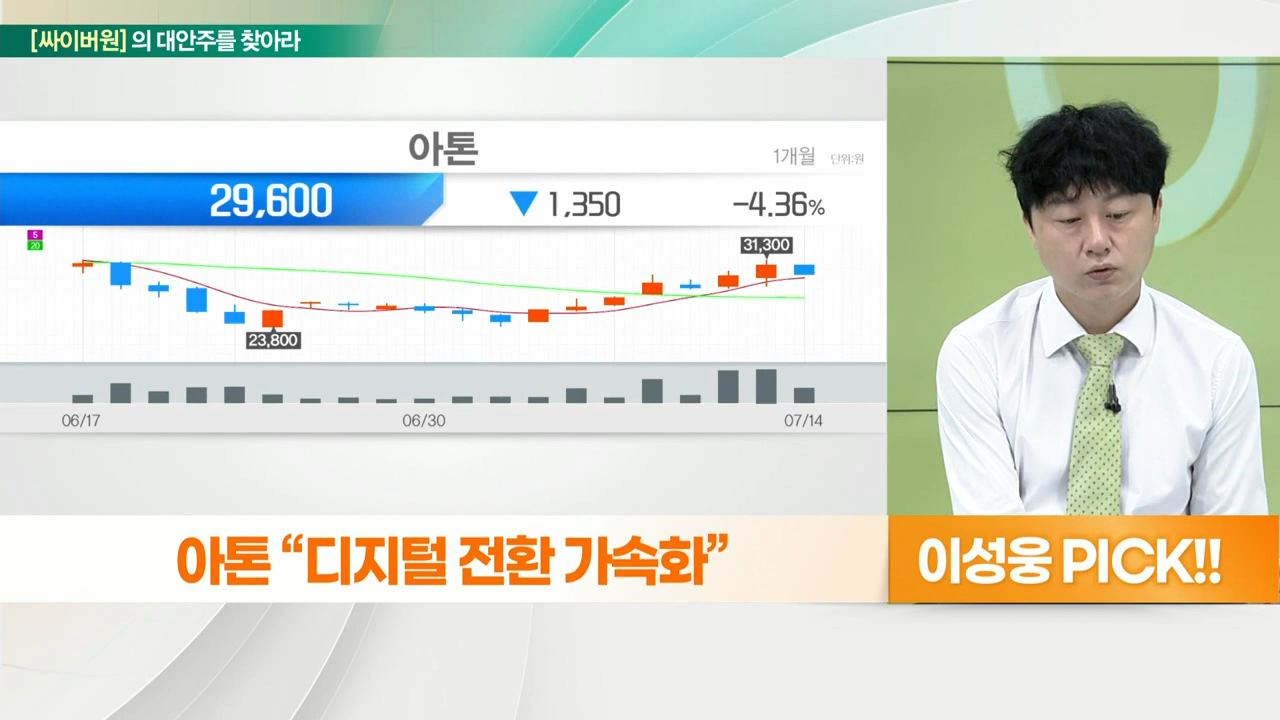 [싸이버원] 의 대안주를 찾아라
아톤
1개월 단위:원
29,600 ▼ 1,350 -4.36%
5
20
31,300
23,800
06/17 06/30 07/14
아톤 “디지털 전환 가속화”
이성웅 PICK!!